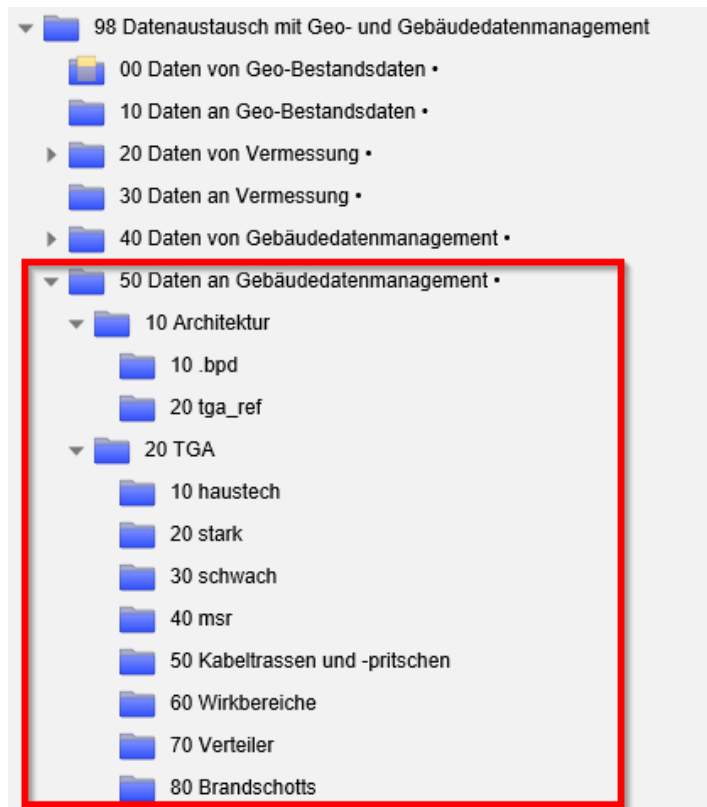 98 Datenaustausch mit Geo- und Gebäudedatenmanagement
00 Daten von Geo-Bestandsdaten •
10 Daten an Geo-Bestandsdaten •
20 Daten von Vermessung •
30 Daten an Vermessung •
40 Daten von Gebäudedatenmanagement •
50 Daten an Gebäudedatenmanagement •
10 Architektur
10 .bpd
20 tga_ref
20 TGA
10 haustech
20 stark
30 schwach
40 msr
50 Kabeltrassen und -pritschen
60 Wirkbereiche
70 Verteiler
80 Brandschotts